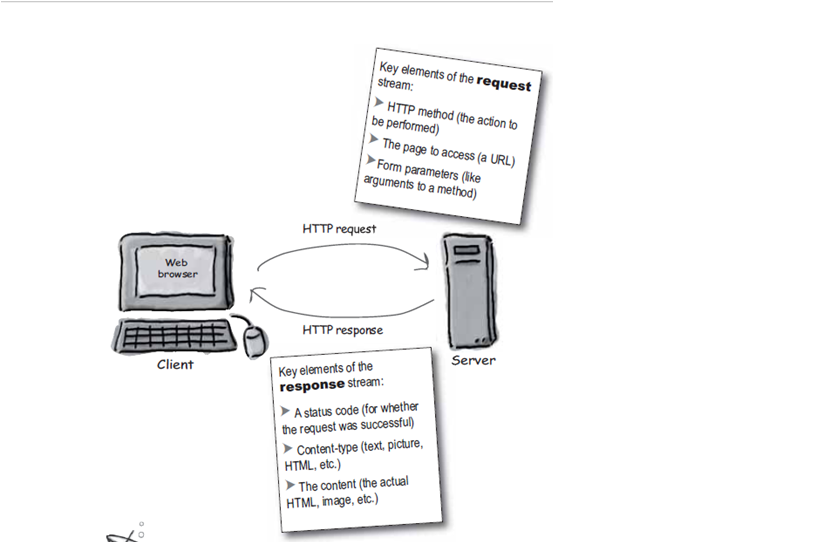 Key elements of the request
stream:
➤ HTTP method (the action to
be performed)
➤ The page to access (a URL)
➤ Form parameters (like
arguments to a method)
HTTP request
Web
browser
HTTP response
Client
Server
Key elements of the
response stream:
➤ A status code (for whether
the request was successful)
➤ Content-type (text, picture,
HTML, etc.)
➤ The content (the actual
HTML, image, etc.)